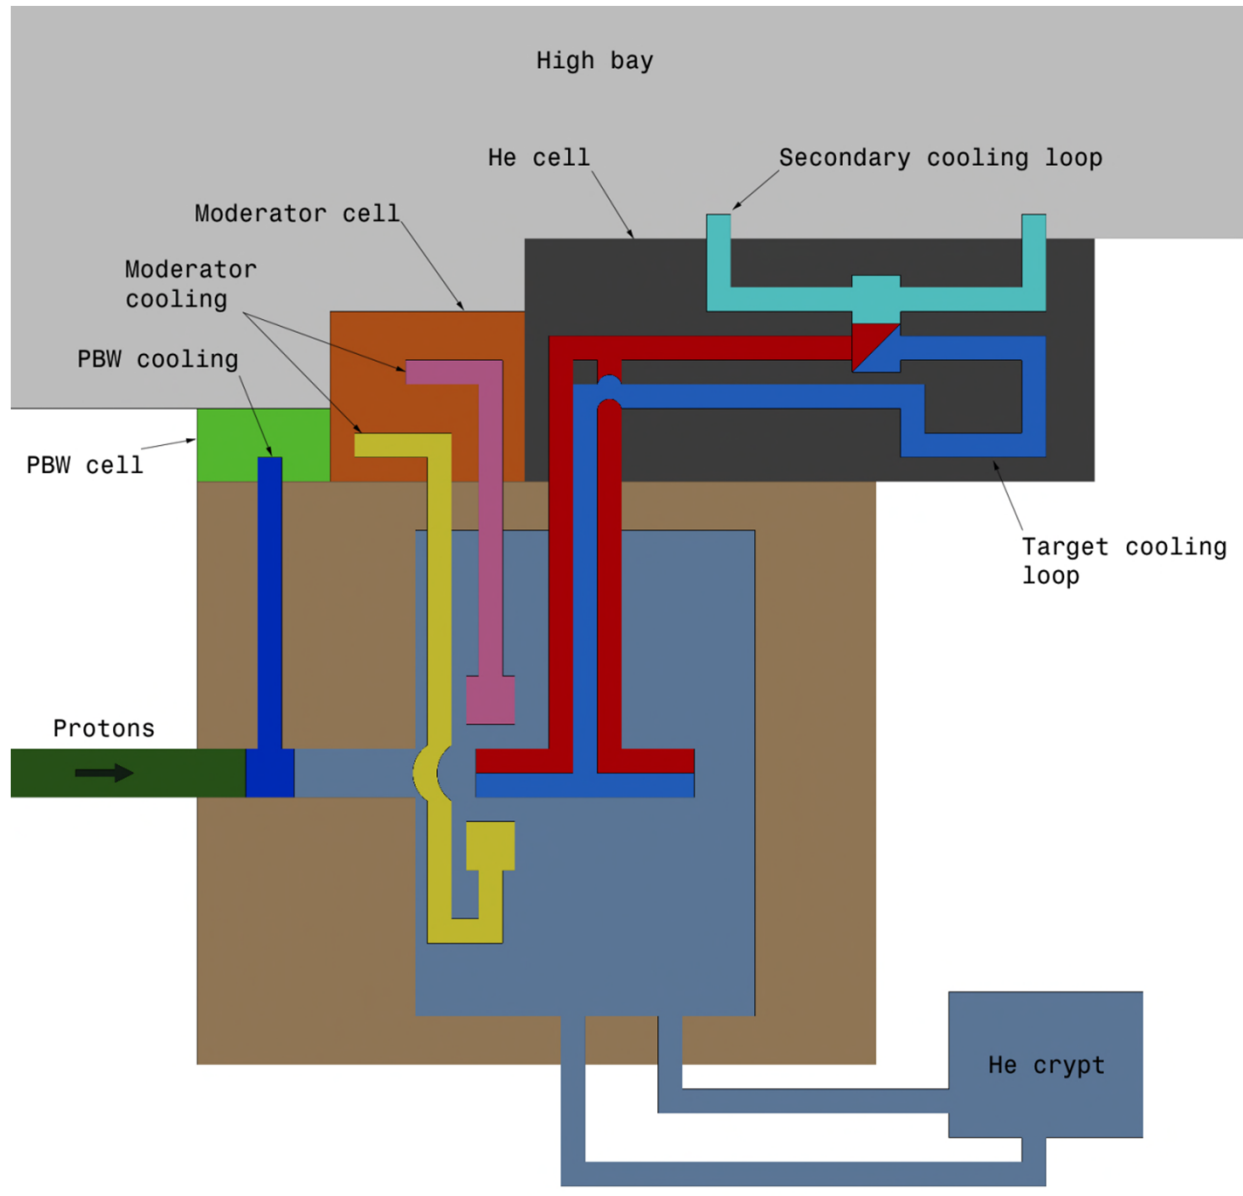 High bay
He cell
Secondary cooling loop
Moderator cell
Moderator
cooling
PBW cooling
PBW cell
Target cooling
loop
Protons
He crypt